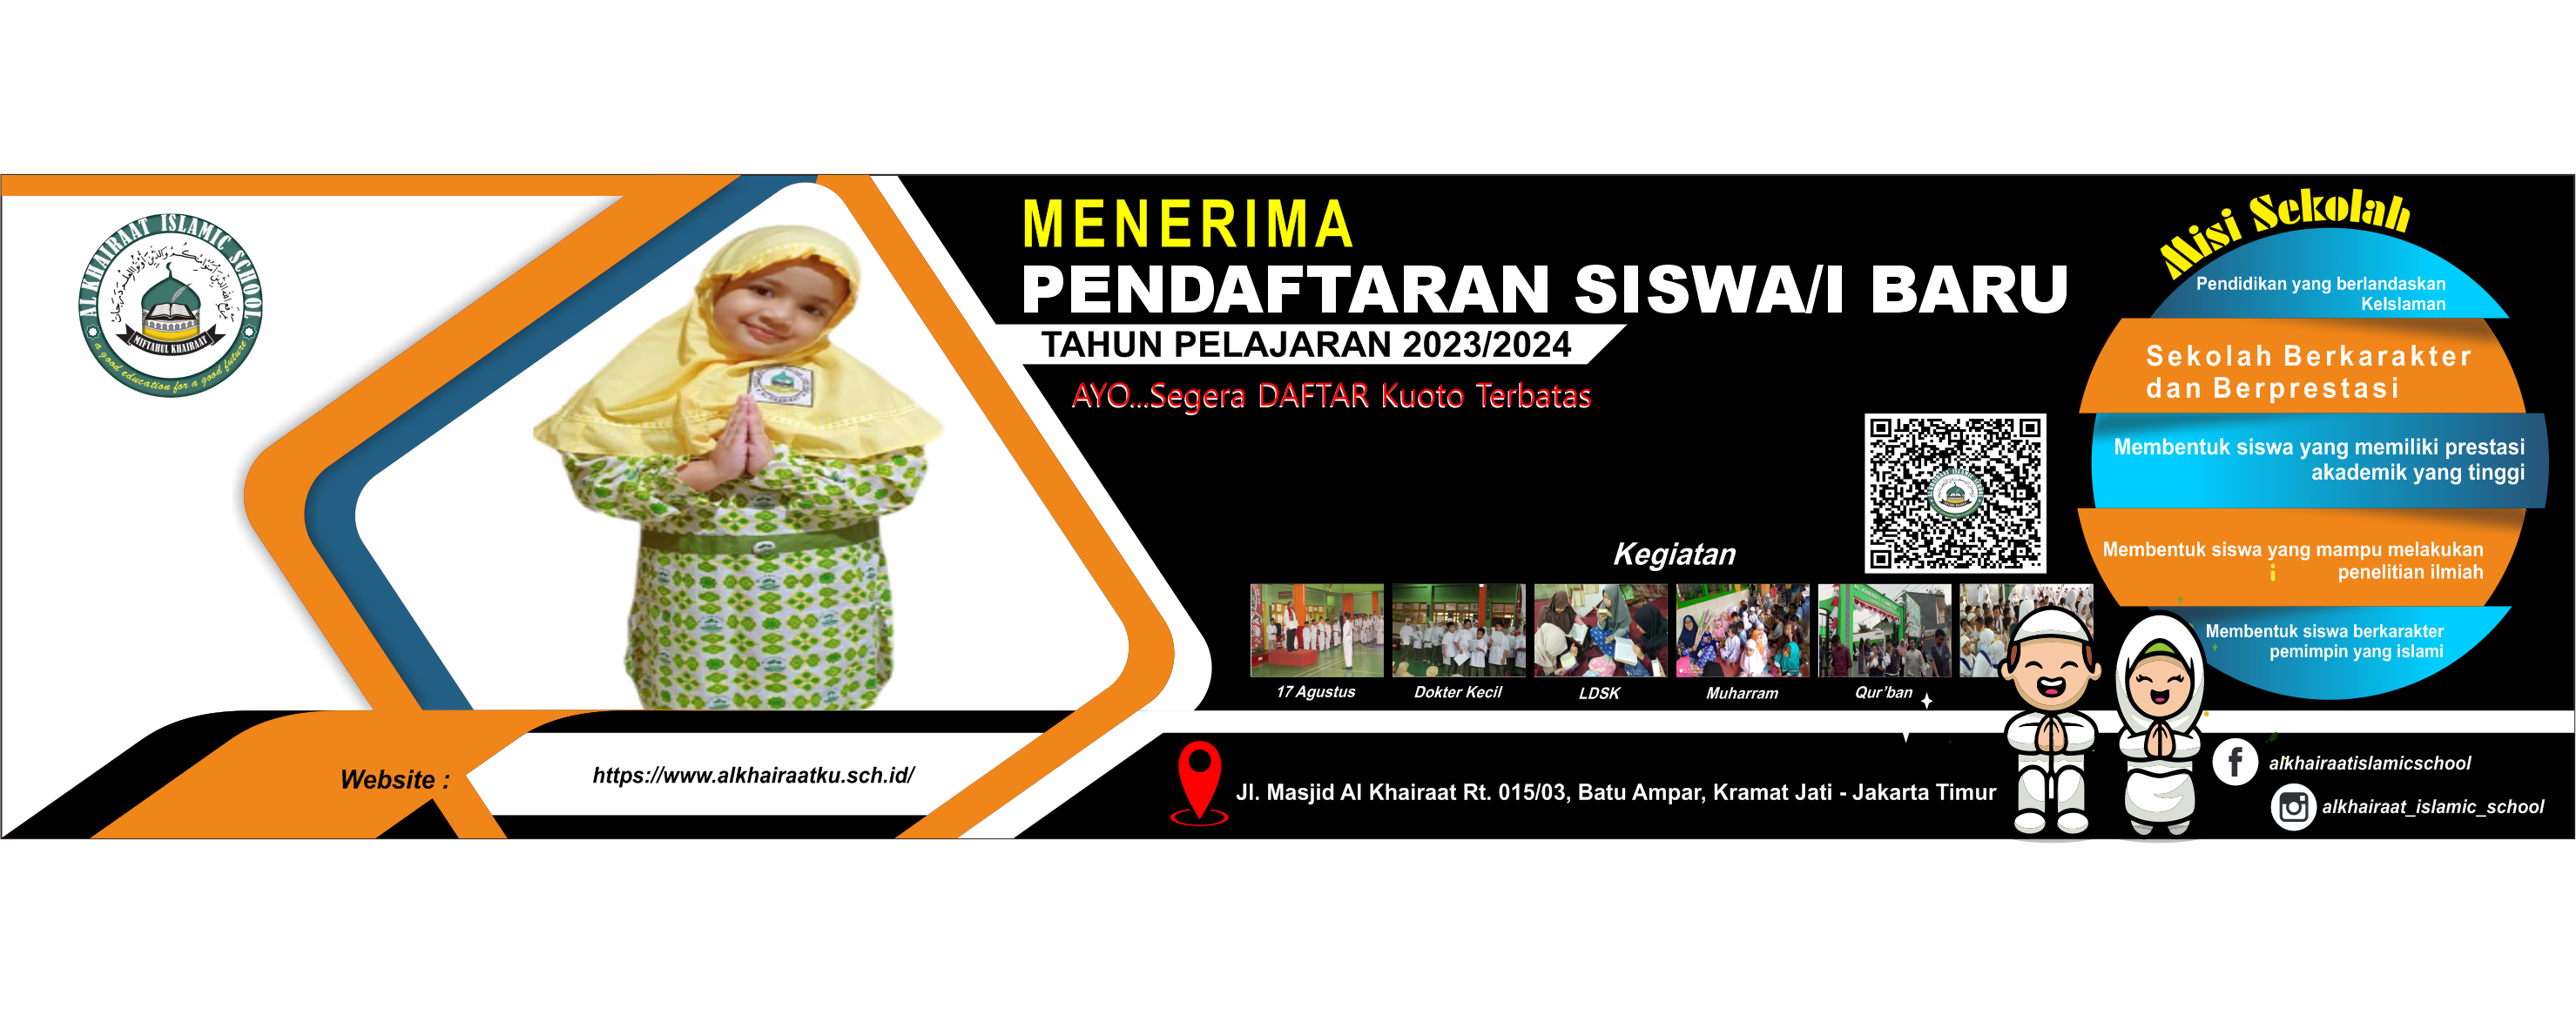 AL KHAIRAAT ISLAMIC SCHOOL
MIFTAHUL KHAIRAAT
a good education for a good future
MENERIMA
PENDAFTARAN SISWA/I BARU
TAHUN PELAJARAN 2023/2024
AYO...Segera DAFTAR Kuoto Terbatas
Kegiatan
17 Agustus
Dokter Kecil
LDSK
Muharram
Qur'ban
Misi Sekolah
Pendidikan yang berlandaskan
KeIslaman
Sekolah Berkarakter
dan Berprestasi
Membentuk siswa yang memiliki prestasi
akademik yang tinggi
Membentuk siswa yang mampu melakukan
penelitian ilmiah
Membentuk siswa berkarakter
pemimpin yang islami
Website :
https://www.alkhairaatku.sch.id/
Jl. Masjid Al Khairaat Rt. 015/03, Batu Ampar, Kramat Jati - Jakarta Timur
alkhairaatislamicschool
alkhairaat_islamic_school